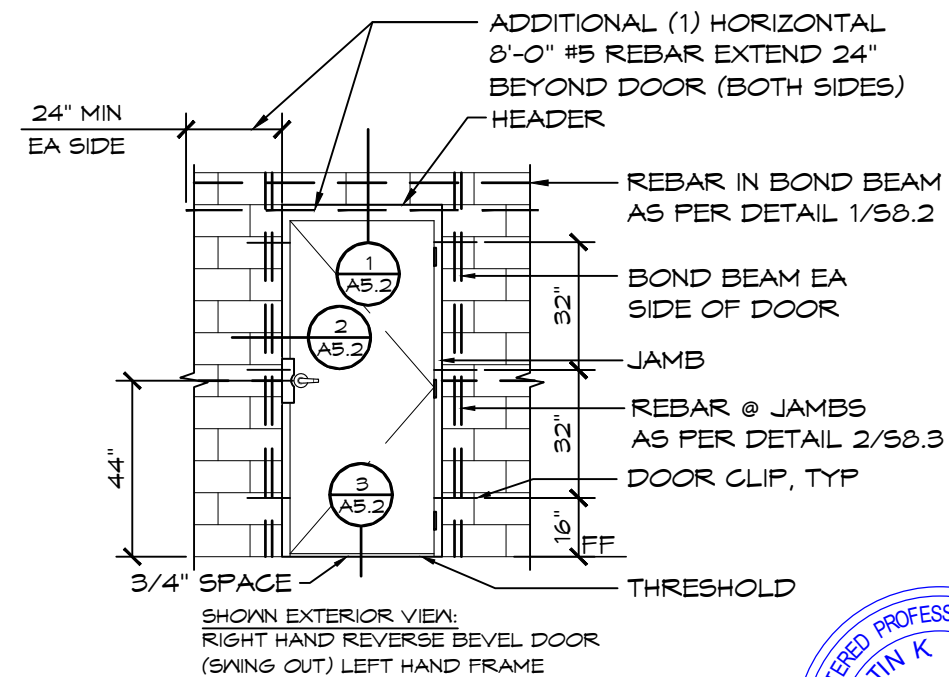 ADDITIONAL (1) HORIZONTAL
8'-0" #5 REBAR EXTEND 24"
BEYOND DOOR (BOTH SIDES)
HEADER
24" MIN
EA SIDE
REBAR IN BOND BEAM
AS PER DETAIL 1/S8.2
BOND BEAM EA
SIDE OF DOOR
1
A5.2
2
A5.2
32"
JAMB
REBAR @ JAMBS
AS PER DETAIL 2/S8.3
32"
44"
DOOR CLIP, TYP
3
A5.2
16"
FF
3/4" SPACE
THRESHOLD
SHOWN EXTERIOR VIEW:
RIGHT HAND REVERSE BEVEL DOOR
(SWING OUT) LEFT HAND FRAME